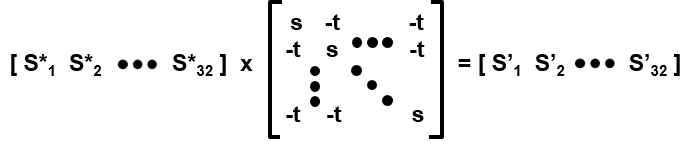 s -t ••• -t
[ S*1 S*2 ••• S*32 ] x -t s ••• -t = [ S’1 S’2 ••• S’32 ]
-t -t s